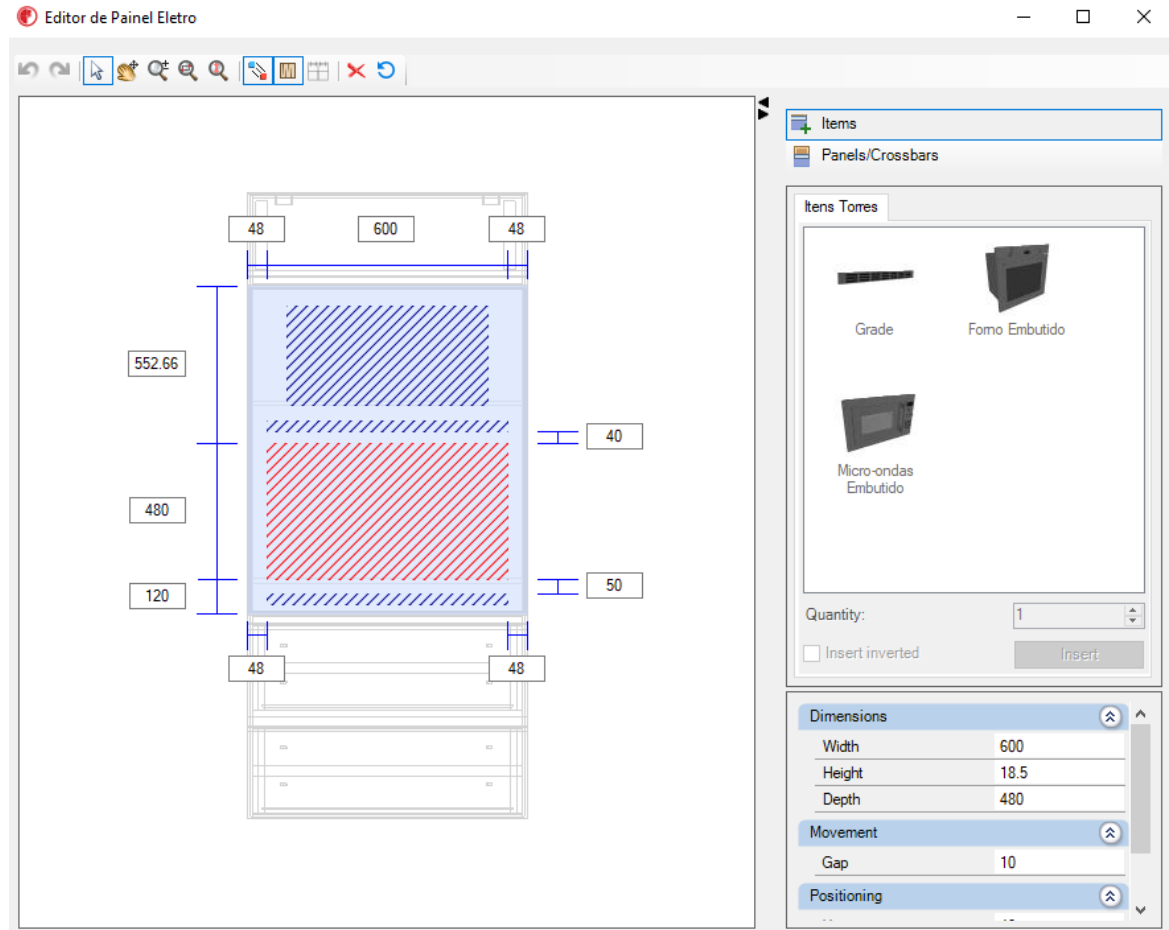 Editor de Painel Eletro
Items
Panels/Crossbars
Itens Torres
48
600
48
Grade
Forno Embutido
552.66
40
Micro-ondas
Embutido
480
50
120
Quantity:
1
Insert inverted
Insert
48
48
Dimensions
Width
600
Height
18.5
Depth
480
Movement
Gap
10
Positioning